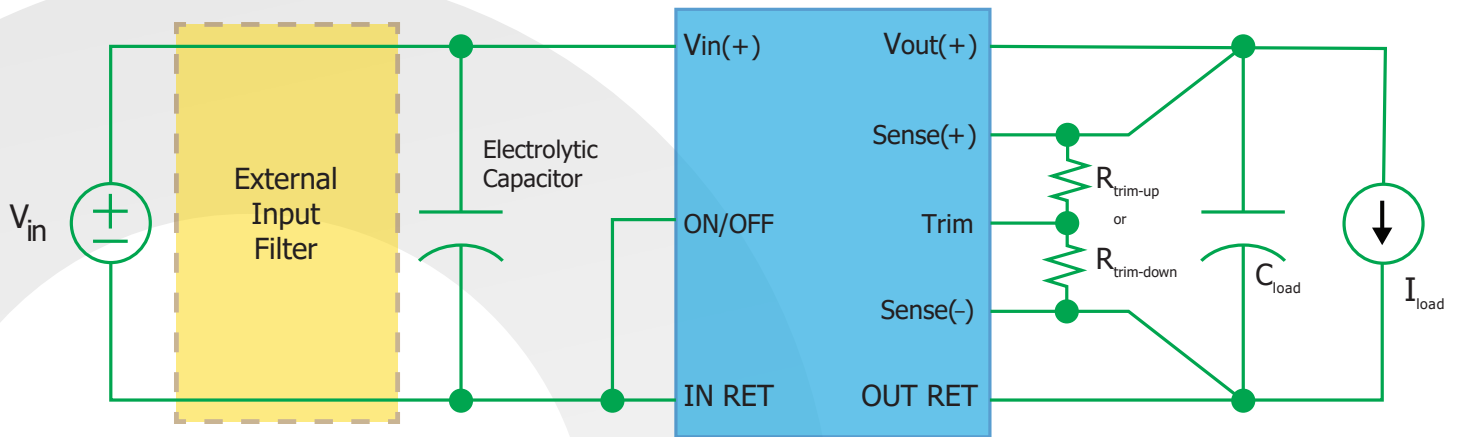 Vin
External
Input
Filter
Electrolytic
Capacitor
Vin(+)
ON/OFF
IN RET
Vout(+)
Sense(+)
Trim
Sense(–)
OUT RET
Rtrim-up
or
Rtrim-down
Cload
Iload